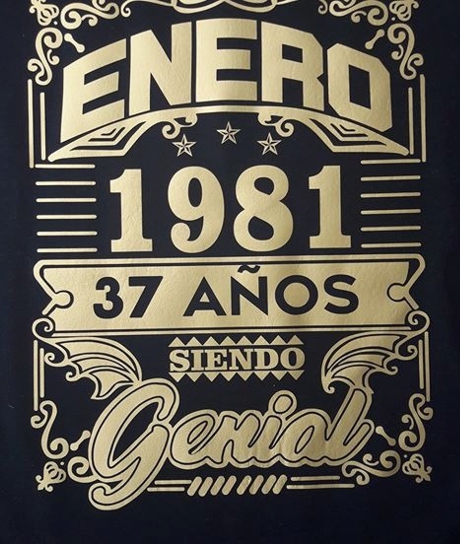 ENERO
1981
37 AÑOS
SIENDO
Genial